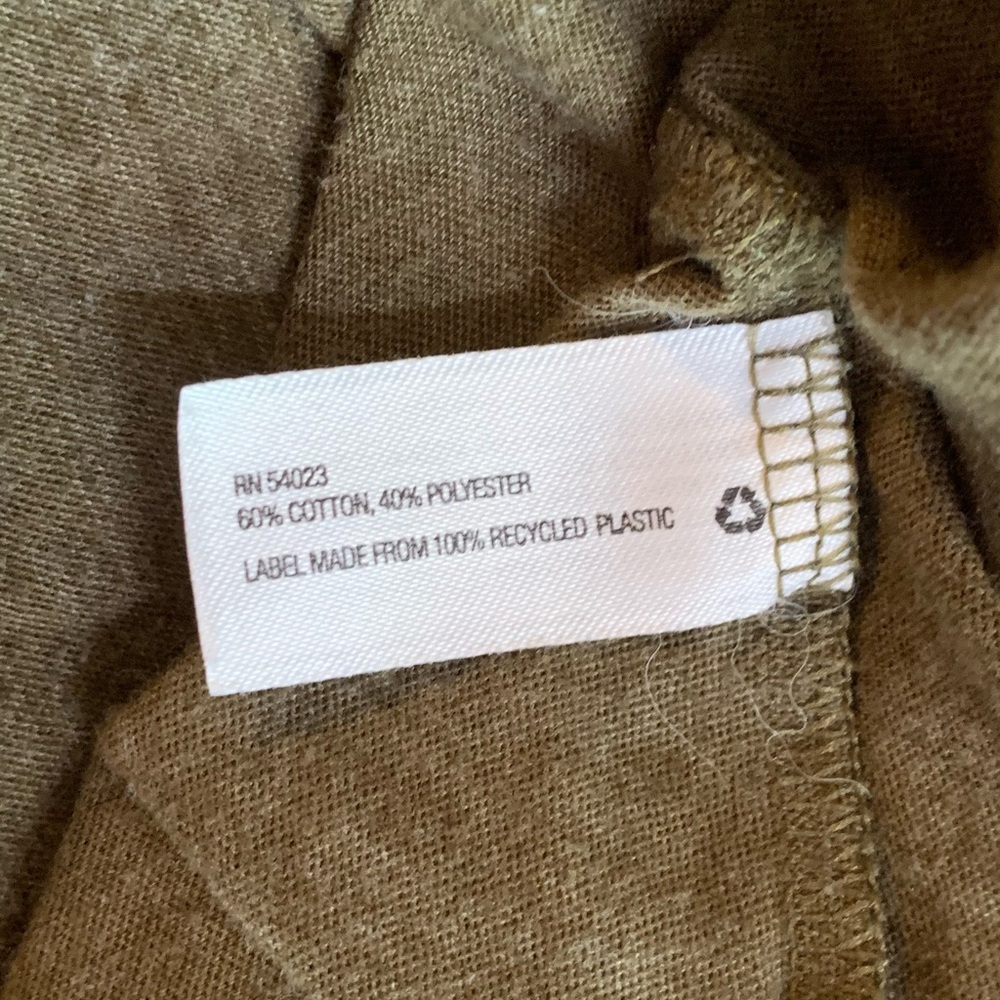 RN 54023
60% COTTON, 40% POLYESTER
LABEL MADE FROM 100% RECYCLED PLASTIC